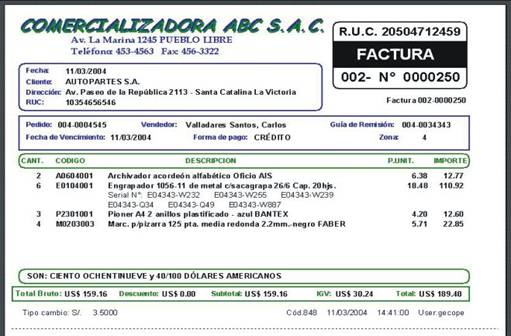 COMERCIALIZADORA ABC S.A.C.
Av. La Marina 1245 PUEBLO LIBRE
Teléfono: 453-4563 Fax: 456-3322
R.U.C. 20504712459
FACTURA
002- N° 0000250
Factura 002-0000250
Fecha: 11/03/2004
Cliente: AUTOPARTES S.A.
Dirección: Av. Paseo de la República 2113 - Santa Catalina La Victoria
RUC: 10354656546
Pedido: 004-0004545 Vendedor: Valladares Santos, Carlos Guía de Remisión: 004-0034343
Fecha de Vencimiento: 11/03/2004 Forma de pago: CRÉDITO Zona: 4
CANT. CODIGO DESCRIPCION P.UNIT. IMPORTE
2 A0604001 Archivador acordeón alfabético Oficio AIS 6.38 12.77
6 E0104001 Engrapador 1056-11 de metal c/sacagrapa 26/6 Cap. 20hjs. 18.48 110.92
Serial N°: E04343-W232 E04343-W255 E04343-W239
E04343-Q34 E04343-Q49 E04343-W887
3 P2301001 Pioner A4 2 anillos plastificado - azul BANTEX 4.20 12.60
4 M0203003 Marc. p/pizarra 125 pta. media redonda 2.2mm.-negro FABER 5.71 22.85
SON: CIENTO OCHENTINUEVE y 40/100 DÓLARES AMERICANOS
Total Bruto: US$ 159.16 Descuento: US$ 0.00 Subtotal: US$ 159.16 IGV: US$ 30.24 Total: US$ 189.40
Tipo cambio: S/. 3.5000 Cód.848 11/03/2004 14:41:00 User.gecope